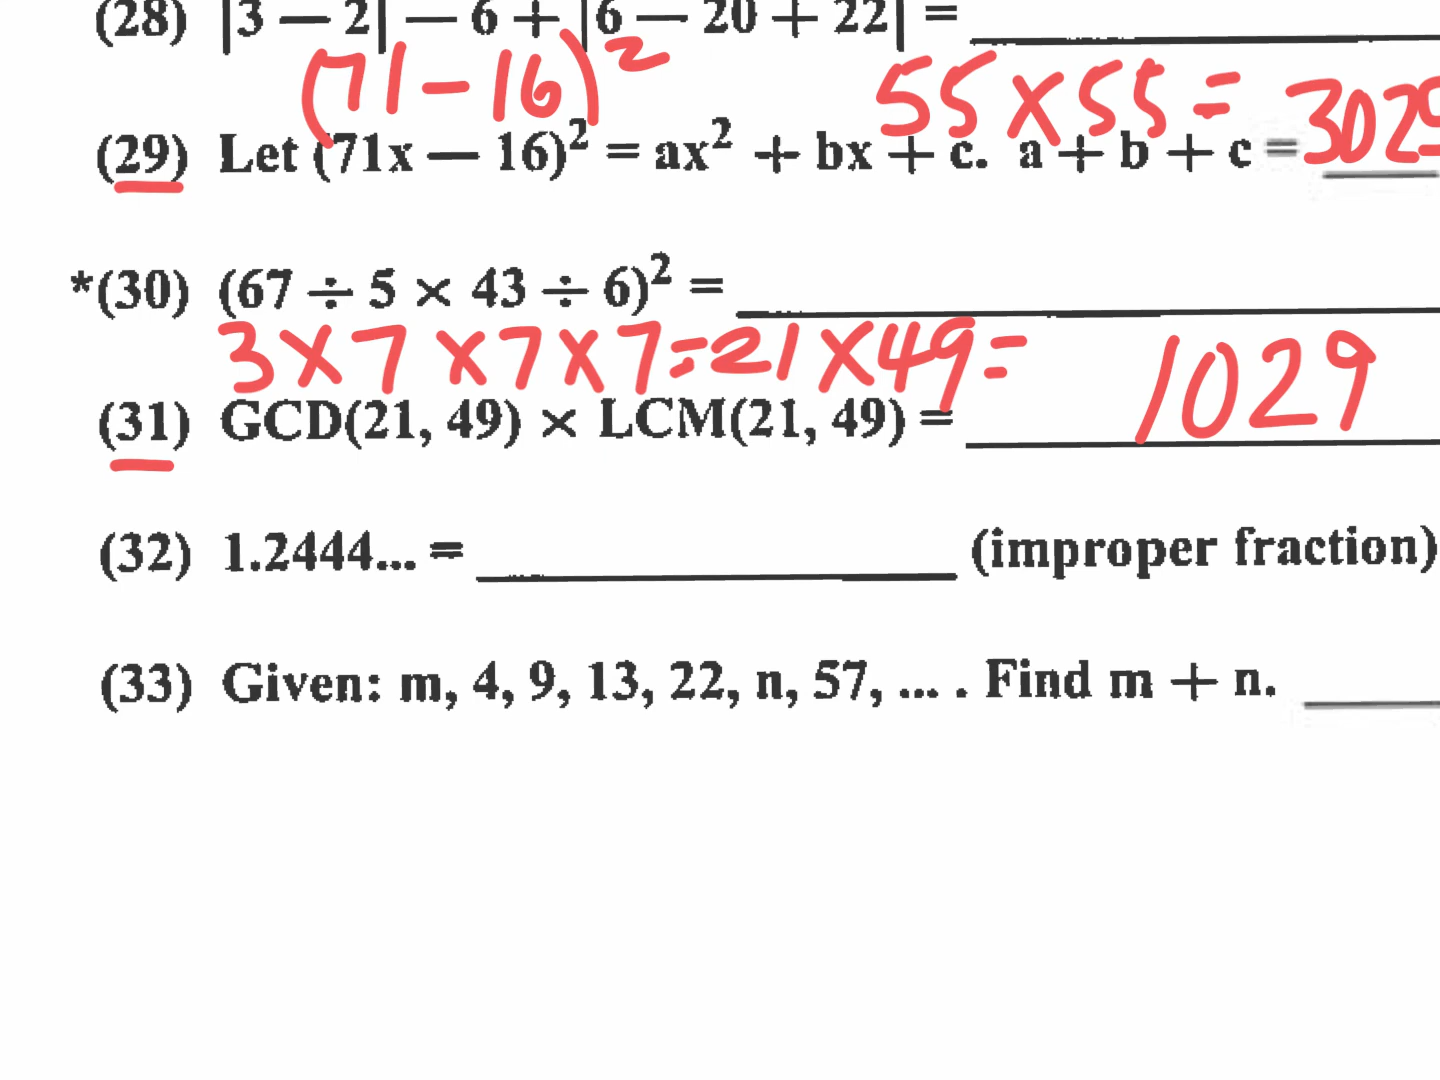 (28) |3 — 2| — 6 + |6 — 20 + 22| =
(71 - 16)² 55 x 55 = 3025
(29) Let (71x — 16)² = ax² + bx + c. a + b + c =
*(30) (67 ÷ 5 × 43 ÷ 6)² =
3 x 7 x 7 x 7 = 21 x 49 = 1029
(31) GCD(21, 49) × LCM(21, 49) =
(32) 1.2444... = (improper fraction)
(33) Given: m, 4, 9, 13, 22, n, 57, ... . Find m + n.